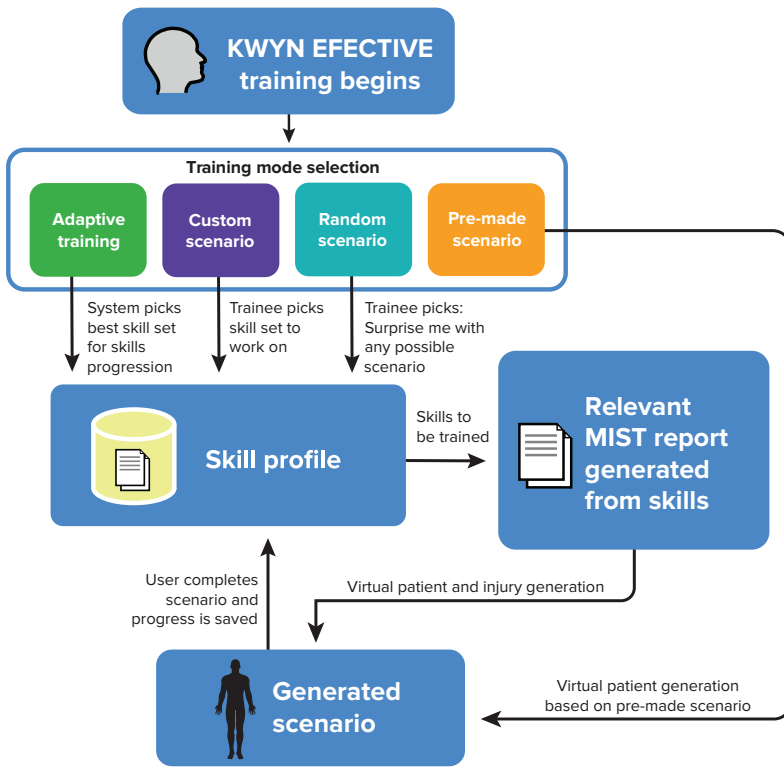 KWYN EFECTIVE
training begins
Training mode selection
Adaptive
training
Custom
scenario
Random
scenario
Pre-made
scenario
System picks
best skill set
for skills
progression
Trainee picks
skill set to
work on
Trainee picks:
Surprise me with
any possible
scenario
Skill profile
Skills to
be trained
Relevant
MIST report
generated
from skills
User completes
scenario and
progress is saved
Virtual patient and injury generation
Generated
scenario
Virtual patient generation
based on pre-made scenario